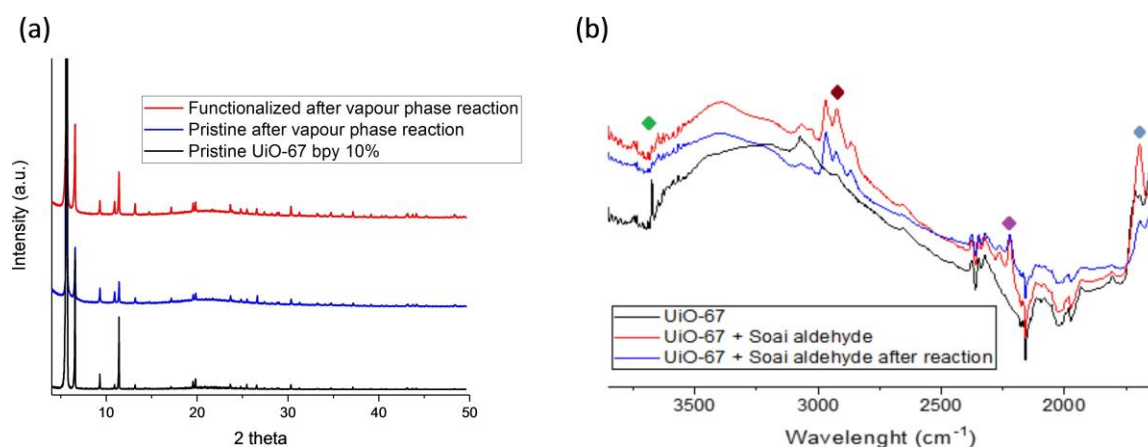 (a)
Functionalized after vapour phase reaction
Pristine after vapour phase reaction
Pristine UiO-67 bpy 10%
Intensity (a.u.)
10 20 30 40 50
2 theta
(b)
UiO-67
UiO-67 + Soai aldehyde
UiO-67 + Soai aldehyde after reaction
3500 3000 2500 2000
Wavelenght (cm⁻¹)